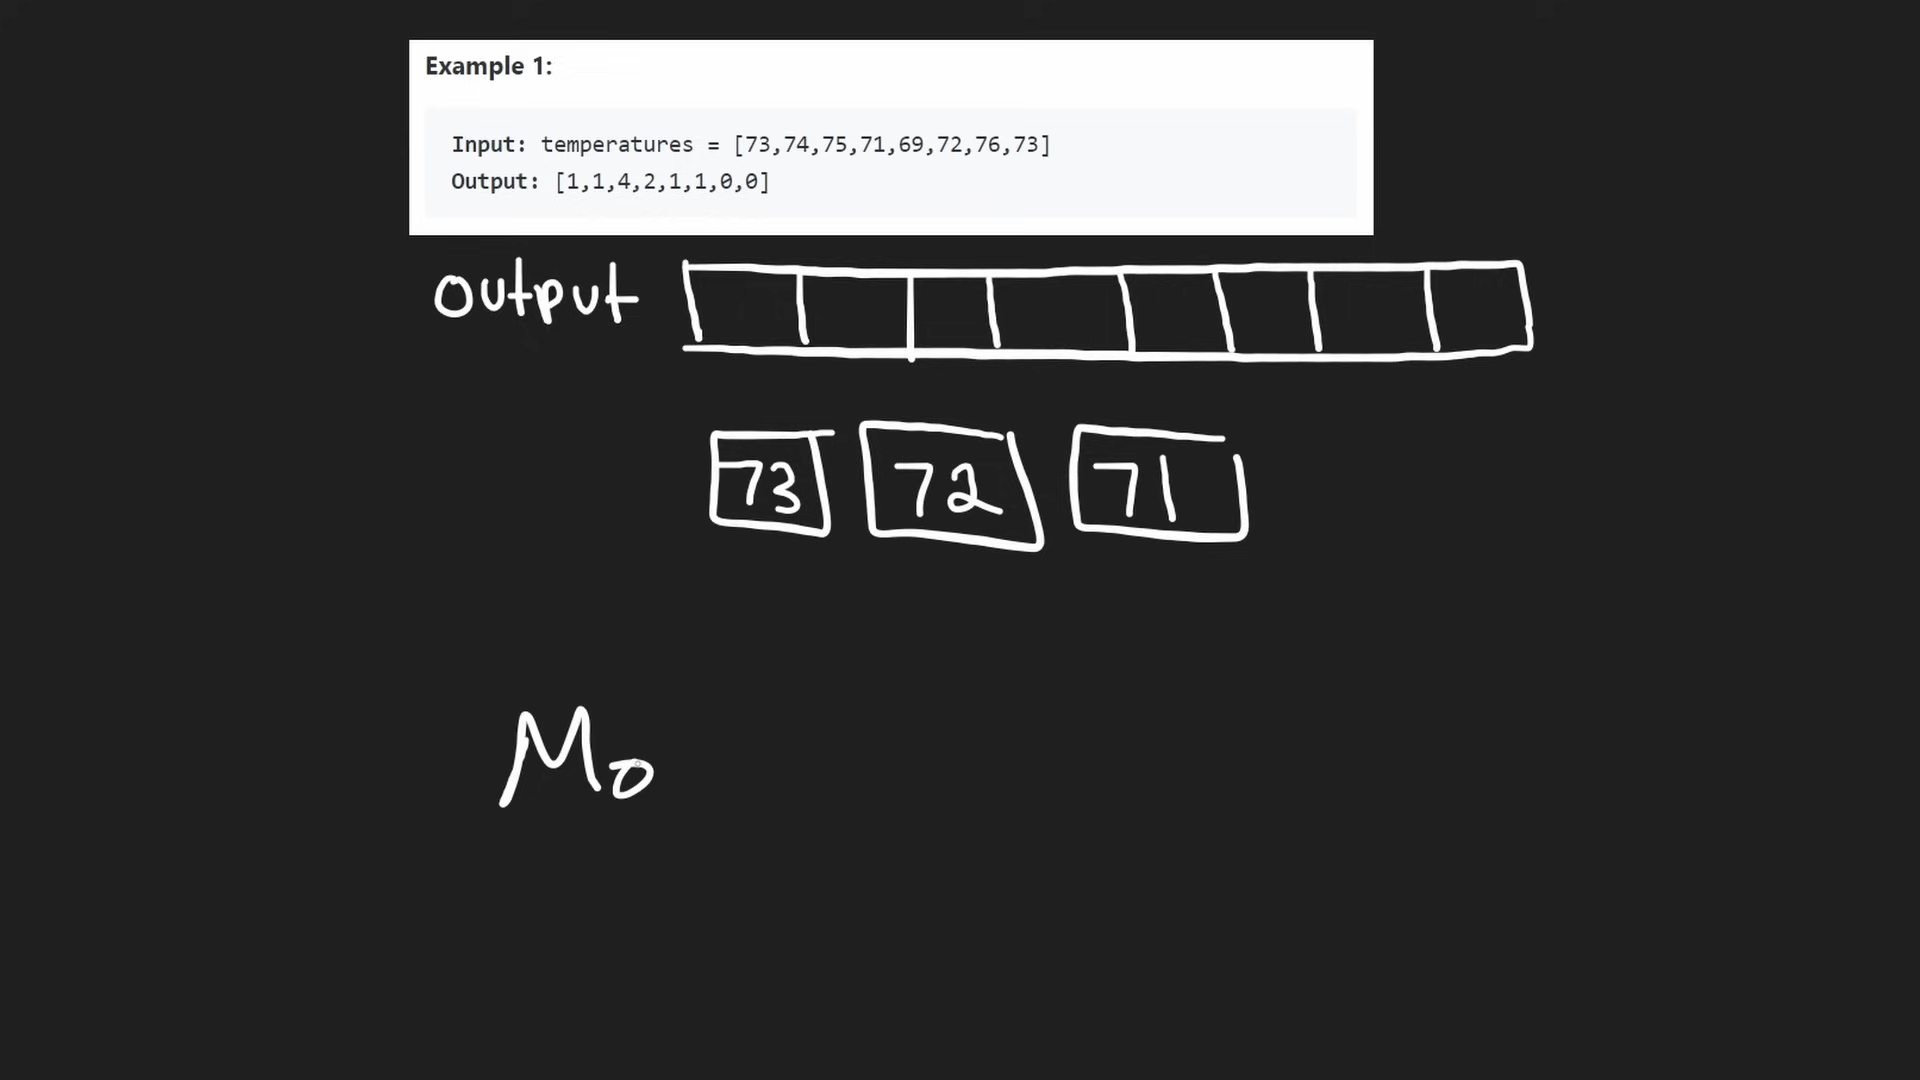 Example 1:
Input: temperatures = [73,74,75,71,69,72,76,73]
Output: [1,1,4,2,1,1,0,0]
output
73 72 71
Mo